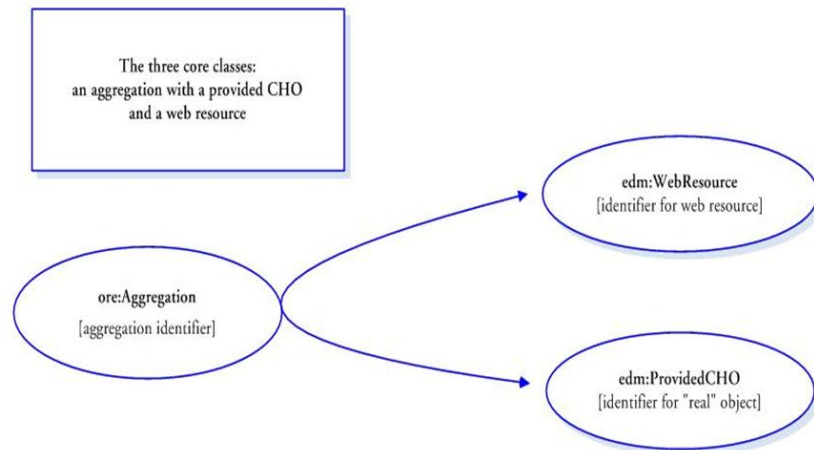 The three core classes:
an aggregation with a provided CHO
and a web resource
edm:WebResource
[identifier for web resource]
ore:Aggregation
[aggregation identifier]
edm:ProvidedCHO
[identifier for "real" object]